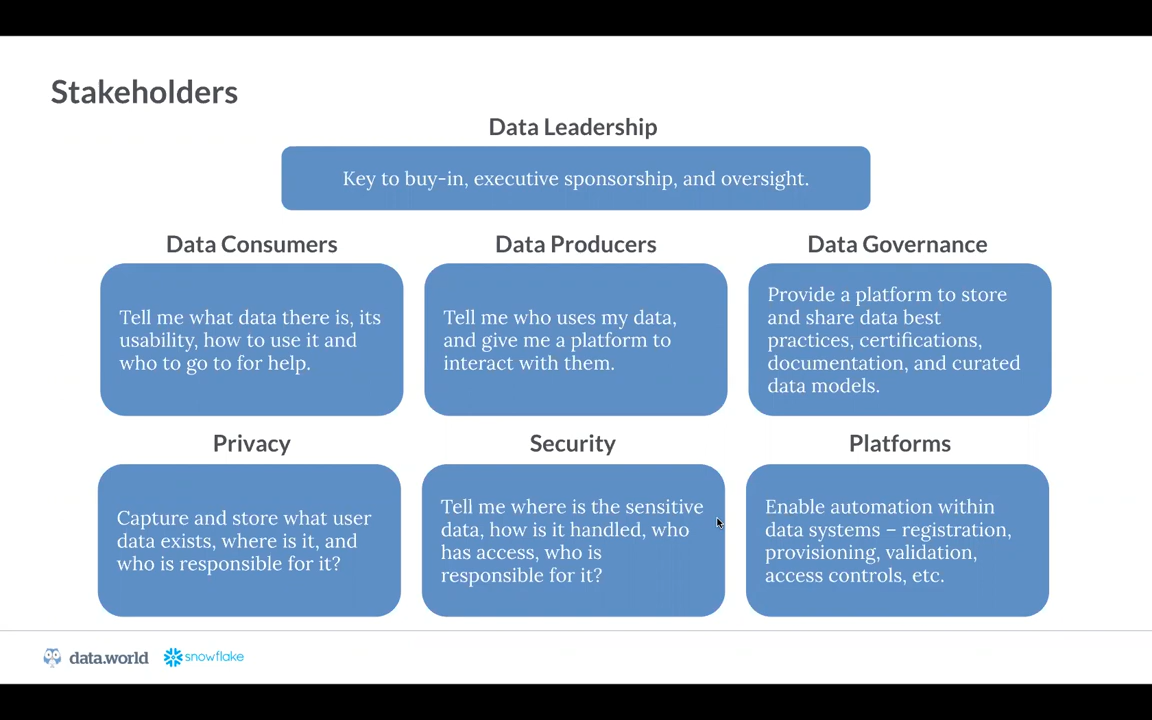 Stakeholders
Data Leadership
Key to buy-in, executive sponsorship, and oversight.
Data Consumers
Tell me what data there is, its
usability, how to use it and
who to go to for help.
Data Producers
Tell me who uses my data,
and give me a platform to
interact with them.
Data Governance
Provide a platform to store
and share data best
practices, certifications,
documentation, and curated
data models.
Privacy
Capture and store what user
data exists, where is it, and
who is responsible for it?
Security
Tell me where is the sensitive
data, how is it handled, who
has access, who is
responsible for it?
Platforms
Enable automation within
data systems – registration,
provisioning, validation,
access controls, etc.
data.world
snowflake